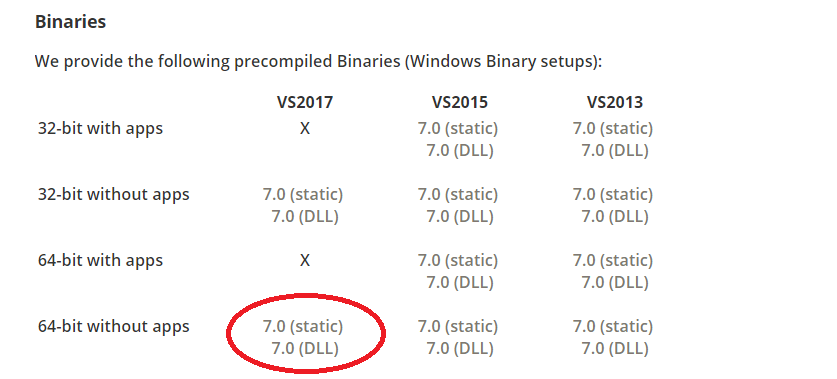 Binaries
We provide the following precompiled Binaries (Windows Binary setups):
VS2017 VS2015 VS2013
32-bit with apps X 7.0 (static) 7.0 (static)
7.0 (DLL) 7.0 (DLL)
32-bit without apps 7.0 (static) 7.0 (static) 7.0 (static)
7.0 (DLL) 7.0 (DLL) 7.0 (DLL)
64-bit with apps X 7.0 (static) 7.0 (static)
7.0 (DLL) 7.0 (DLL)
64-bit without apps 7.0 (static) 7.0 (static) 7.0 (static)
7.0 (DLL) 7.0 (DLL) 7.0 (DLL)